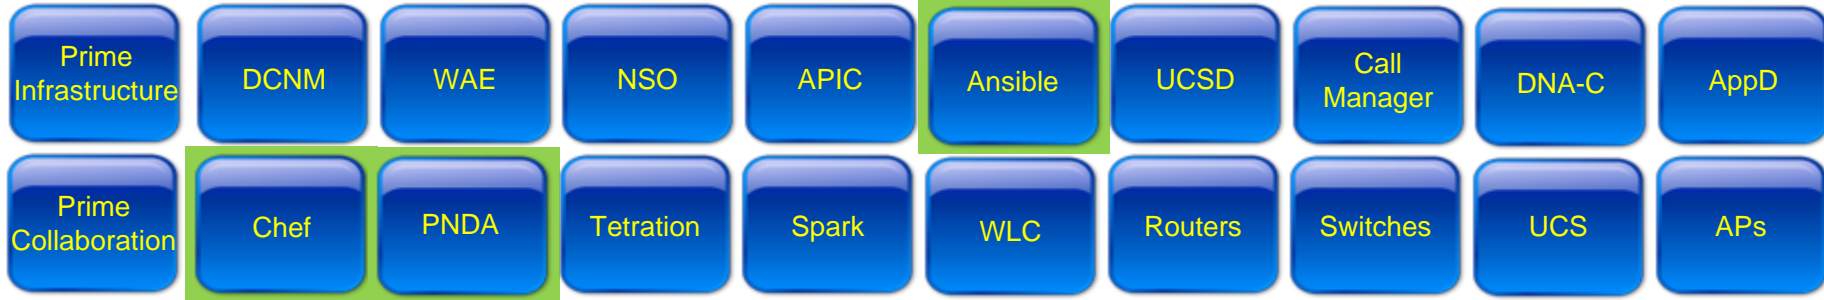 Prime
Infrastructure
DCNM
WAE
NSO
APIC
Ansible
UCSD
Call
Manager
DNA-C
AppD
Prime
Collaboration
Chef
PNDA
Tetration
Spark
WLC
Routers
Switches
UCS
APs